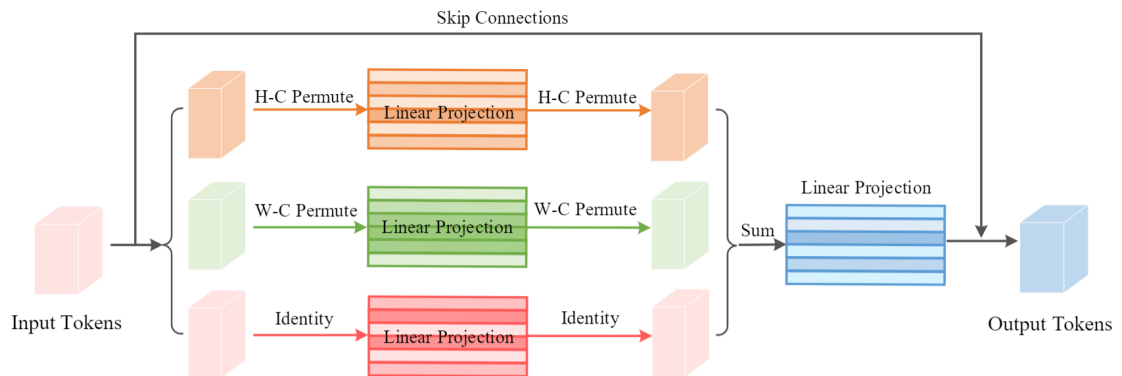 Skip Connections
H-C Permute
Linear Projection
H-C Permute
W-C Permute
Linear Projection
W-C Permute
Identity
Linear Projection
Identity
Input Tokens
Sum
Linear Projection
Output Tokens